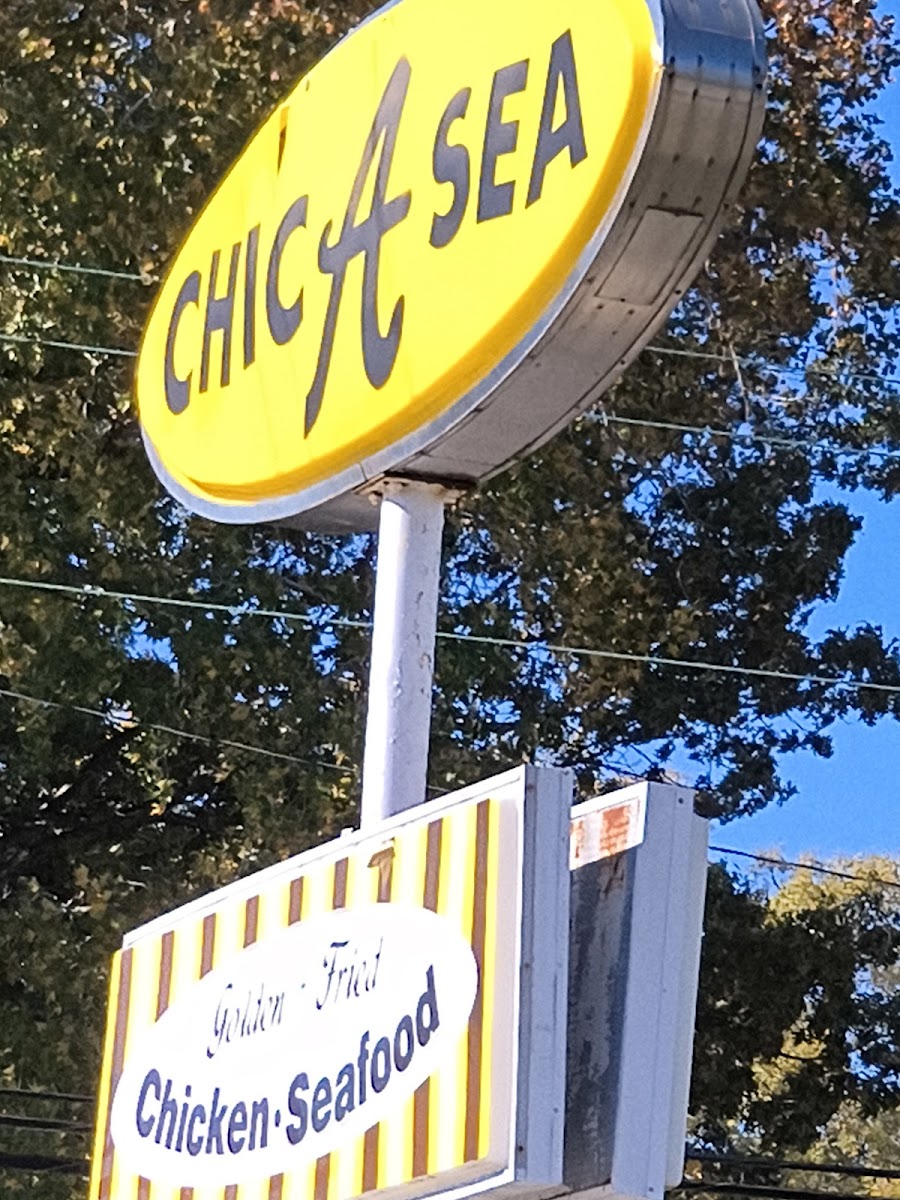 CHIC A SEA
Golden - Fried
Chicken·Seafood